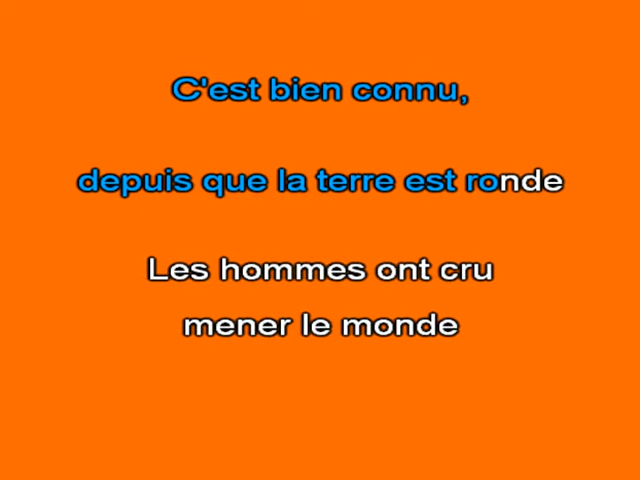 C'est bien connu,
depuis que la terre est ronde
Les hommes ont cru
mener le monde